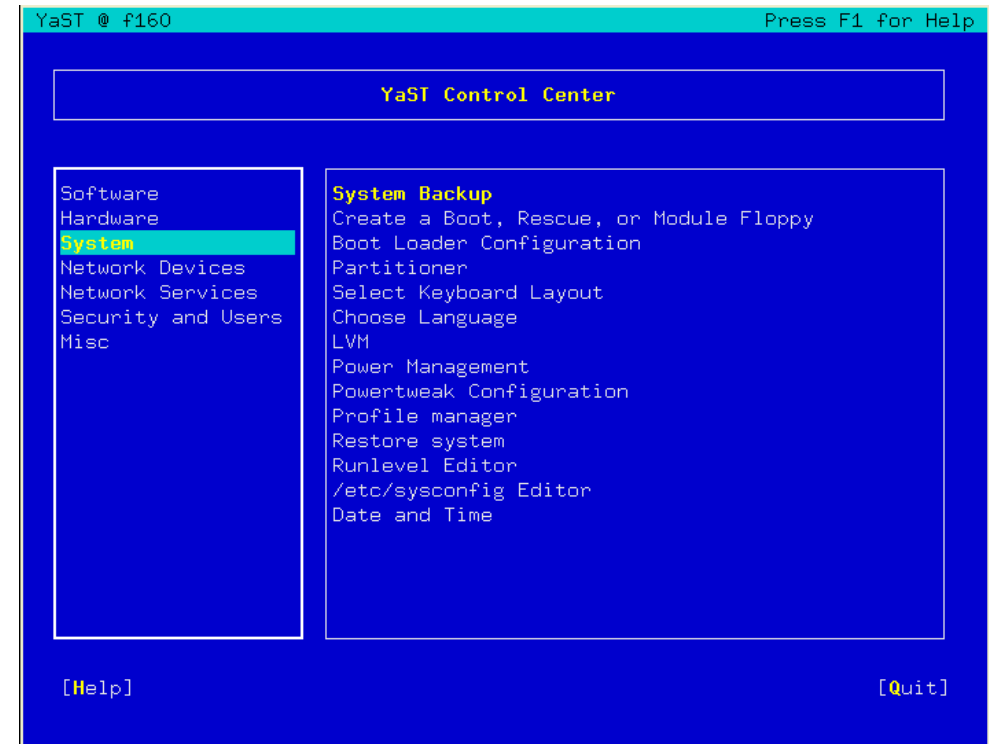 YaST @ f160 Press F1 for Help
YaST Control Center
Software
Hardware
System
Network Devices
Network Services
Security and Users
Misc
System Backup
Create a Boot, Rescue, or Module Floppy
Boot Loader Configuration
Partitioner
Select Keyboard Layout
Choose Language
LVM
Power Management
Powertweak Configuration
Profile manager
Restore system
Runlevel Editor
/etc/sysconfig Editor
Date and Time
[Help] [Quit]